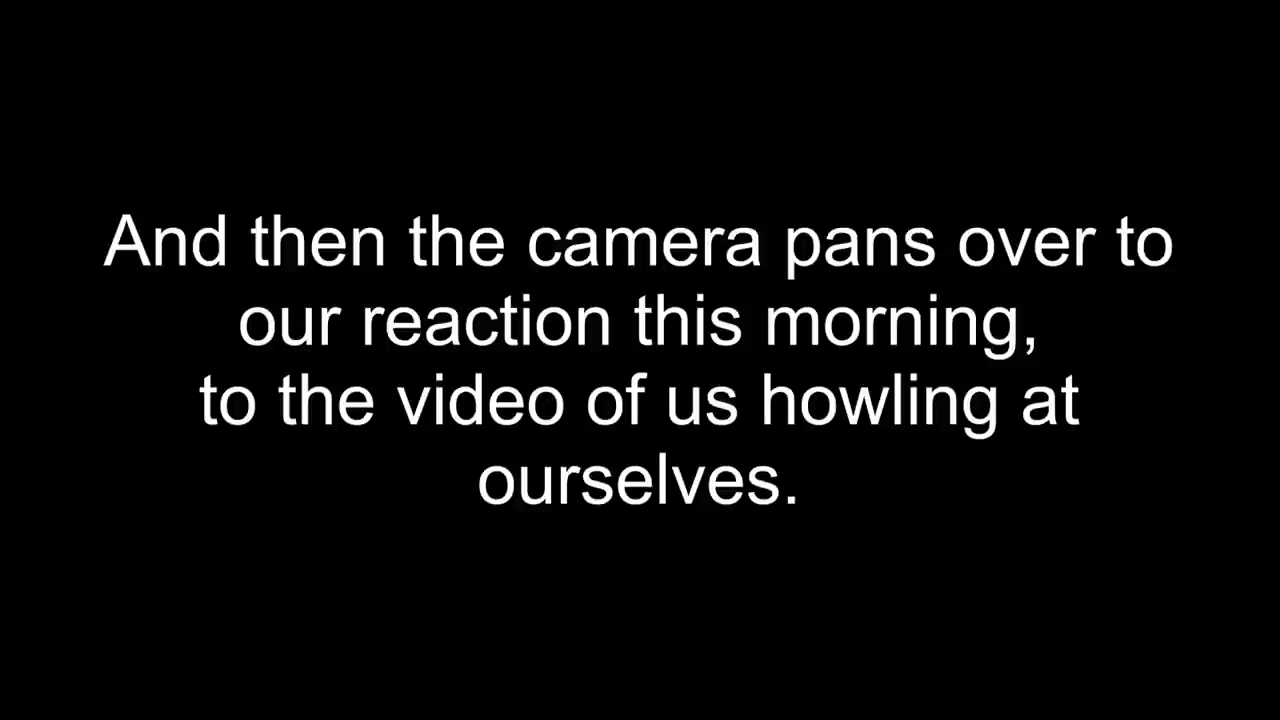 And then the camera pans over to
our reaction this morning,
to the video of us howling at
ourselves.